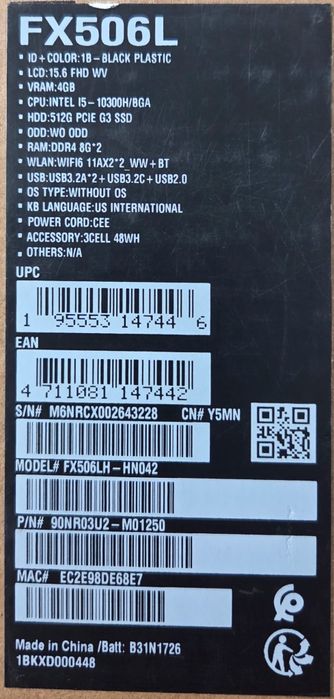 FX506L
• ID+COLOR:1B-BLACK PLASTIC
• LCD:15.6 FHD WV
• VRAM:4GB
• CPU:INTEL I5-10300H/BGA
• HDD:512G PCIE G3 SSD
• ODD:WO ODD
• RAM:DDR4 8G*2
• WLAN:WIFI6 11AX2*2_WW+BT
• USB:USB3.2A*2+USB3.2C+USB2.0
• OS TYPE:WITHOUT OS
• KB LANGUAGE:US INTERNATIONAL
• POWER CORD:CEE
• ACCESSORY:3CELL 48WH
• OTHERS:N/A
UPC
1 95553 14744 6
EAN
4 711081 147442
S/N# M6NRCX002643228 CN# Y5MN
MODEL# FX506LH-HN042
P/N# 90NR03U2-M01250
MAC# EC2E98DE68E7
Made in China /Batt: B31N1726
1BKXD000448